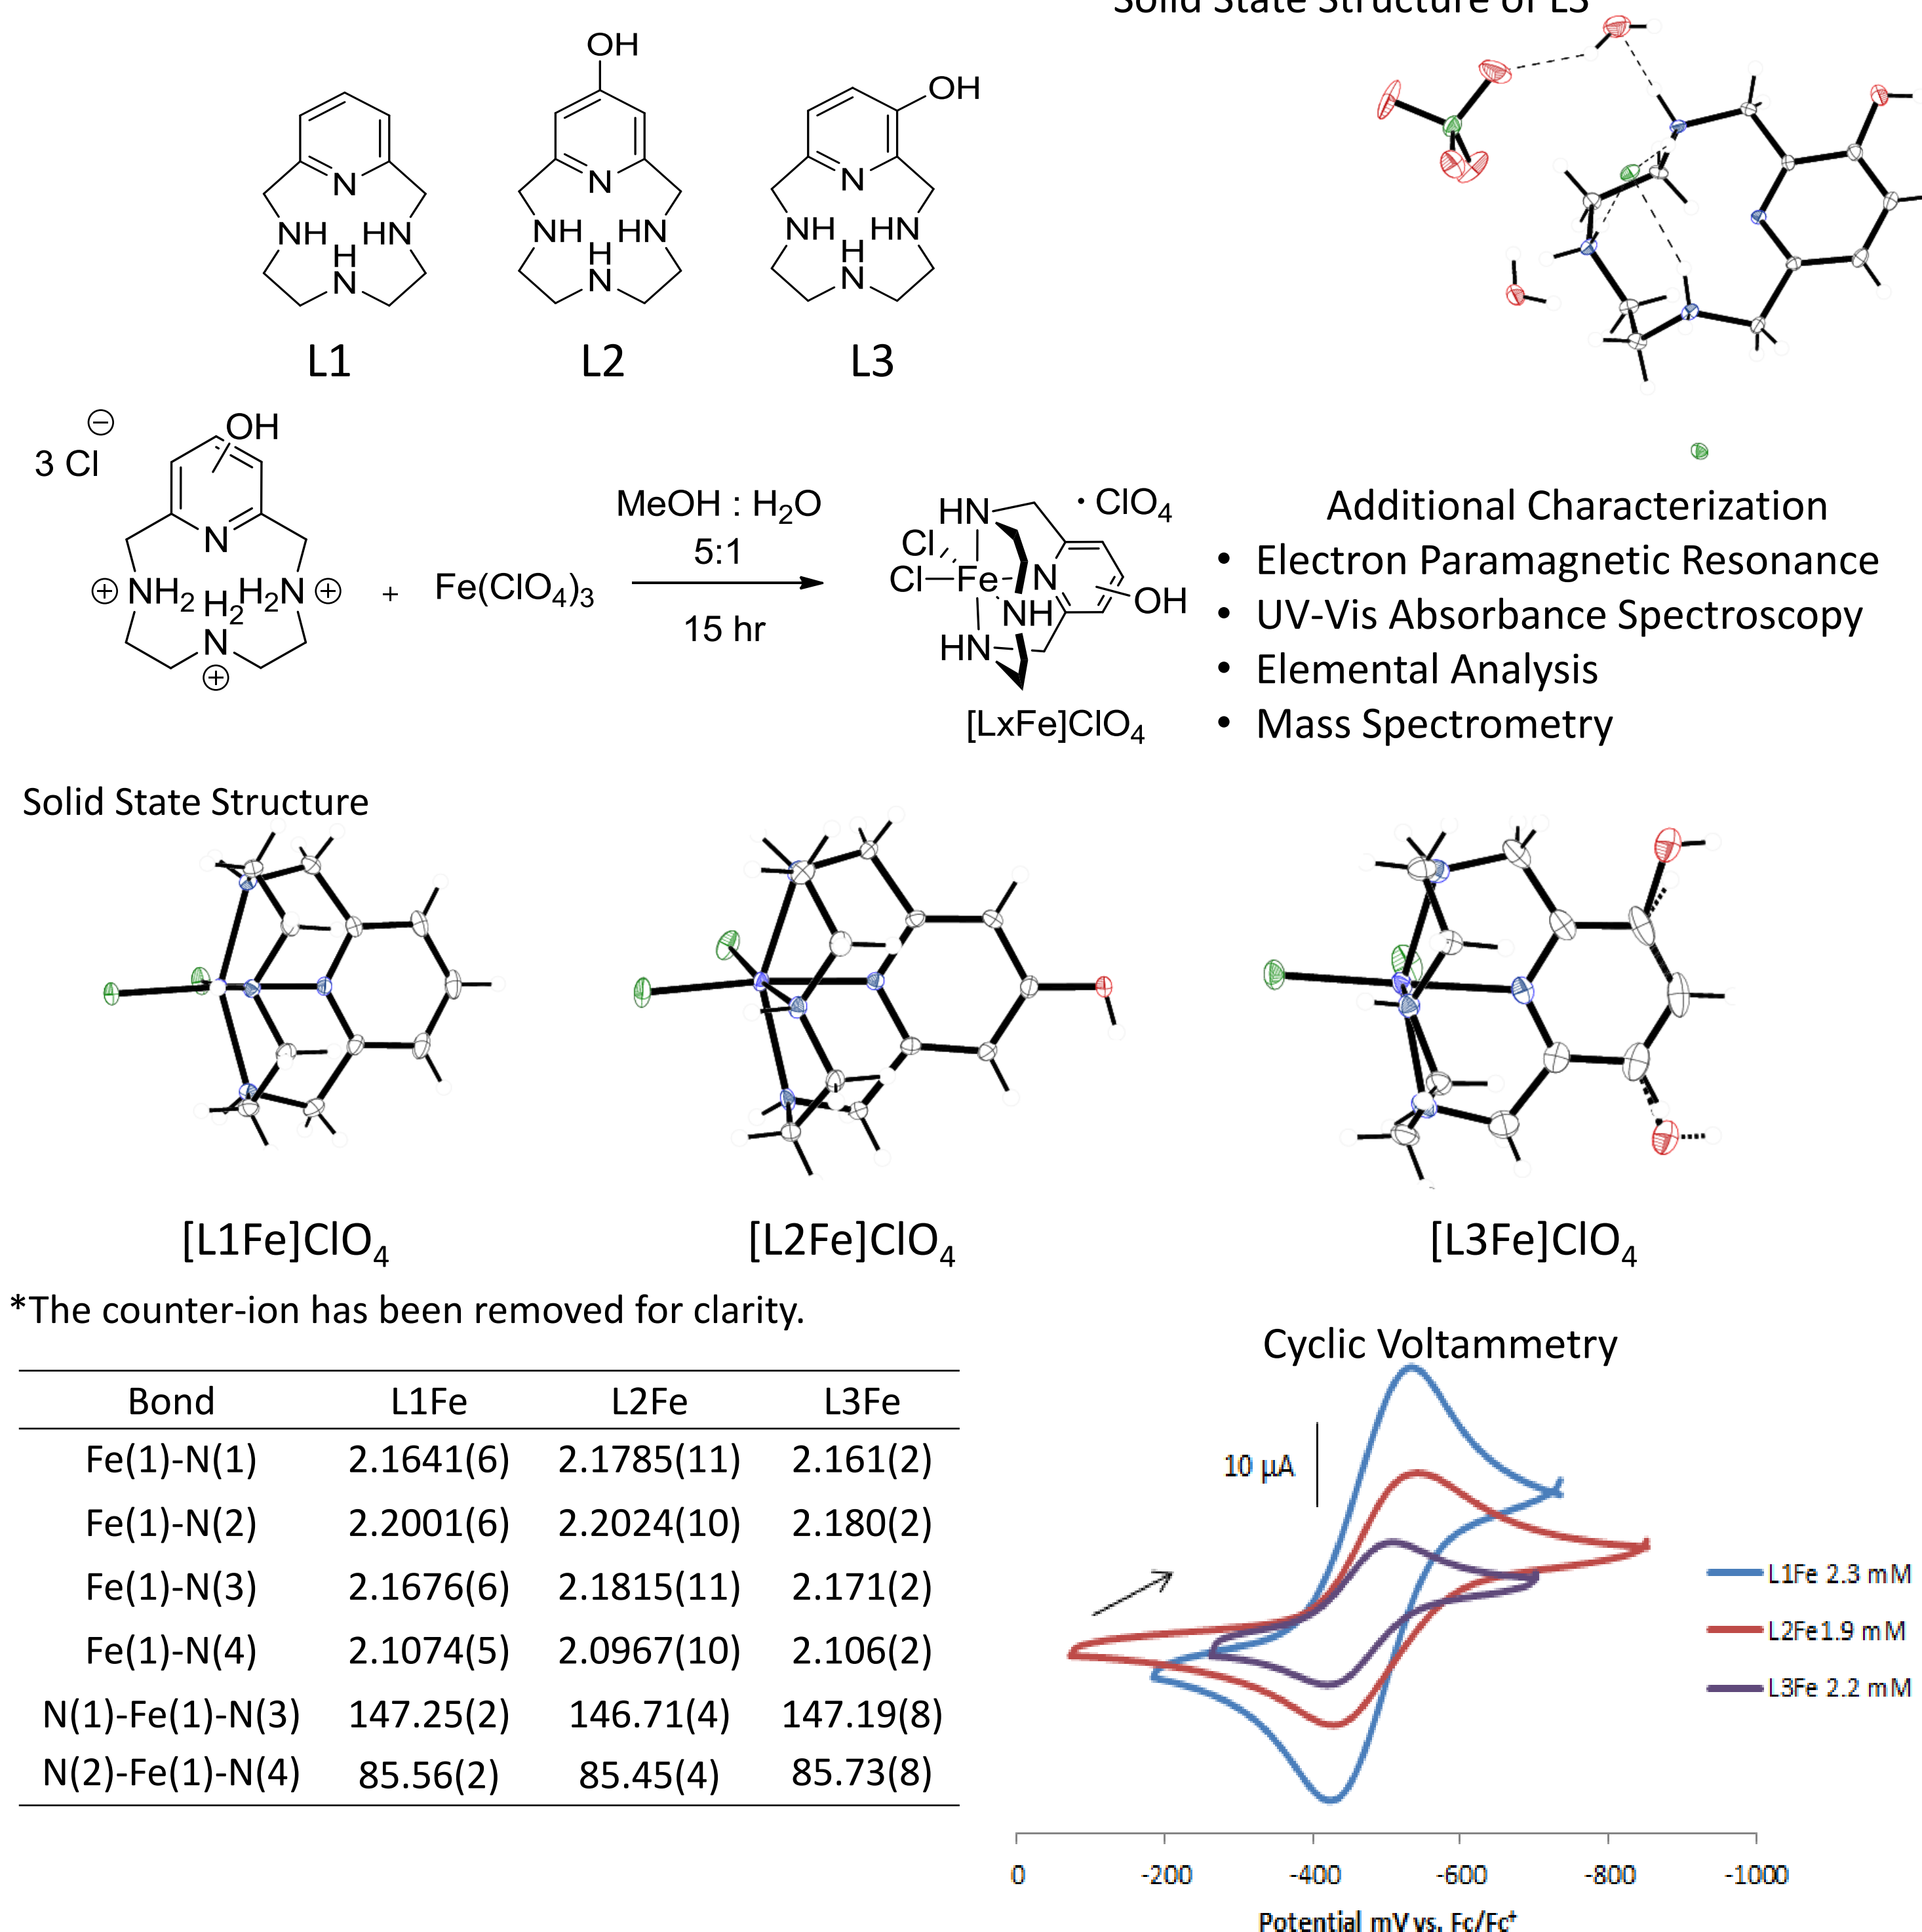 Solid State Structure of L3
OH
OH
N
N
N
NH
HN
H
N
NH
HN
H
N
NH
HN
H
N
L1
L2
L3
3 Cl ⊖
OH
N
⊕ NH2 H2 H2N ⊕
N
⊕
+
Fe(ClO4)3
MeOH : H2O
5:1
15 hr
HN
· ClO4
Cl
Cl—Fe
N
NH
OH
HN
[LxFe]ClO4
Additional Characterization
• Electron Paramagnetic Resonance
• UV-Vis Absorbance Spectroscopy
• Elemental Analysis
• Mass Spectrometry
Solid State Structure
[L1Fe]ClO4
[L2Fe]ClO4
[L3Fe]ClO4
*The counter-ion has been removed for clarity.
Bond L1Fe L2Fe L3Fe
Fe(1)-N(1) 2.1641(6) 2.1785(11) 2.161(2)
Fe(1)-N(2) 2.2001(6) 2.2024(10) 2.180(2)
Fe(1)-N(3) 2.1676(6) 2.1815(11) 2.171(2)
Fe(1)-N(4) 2.1074(5) 2.0967(10) 2.106(2)
N(1)-Fe(1)-N(3) 147.25(2) 146.71(4) 147.19(8)
N(2)-Fe(1)-N(4) 85.56(2) 85.45(4) 85.73(8)
Cyclic Voltammetry
10 µA
L1Fe 2.3 mM
L2Fe1.9 mM
L3Fe 2.2 mM
0 -200 -400 -600 -800 -1000
Potential mV vs. Fc/Fc+